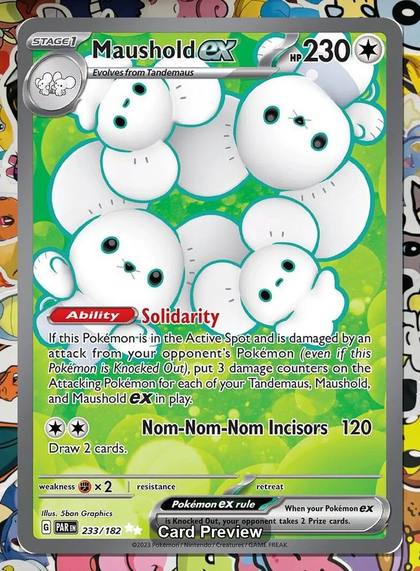 STAGE 1 Maushold ex HP 230
Evolves from Tandemaus
Ability Solidarity
If this Pokémon is in the Active Spot and is damaged by an
attack from your opponent's Pokémon (even if this
Pokémon is Knocked Out), put 3 damage counters on the
Attacking Pokémon for each of your Tandemaus, Maushold,
and Maushold ex in play.
Nom-Nom-Nom Incisors 120
Draw 2 cards.
weakness ×2 resistance retreat
Illus. 5ban Graphics
Pokémon ex rule When your Pokémon ex
is Knocked Out, your opponent takes 2 Prize cards.
G PAR EN 233/182
Card Preview
©2023 Pokémon / Nintendo / Creatures / GAME FREAK